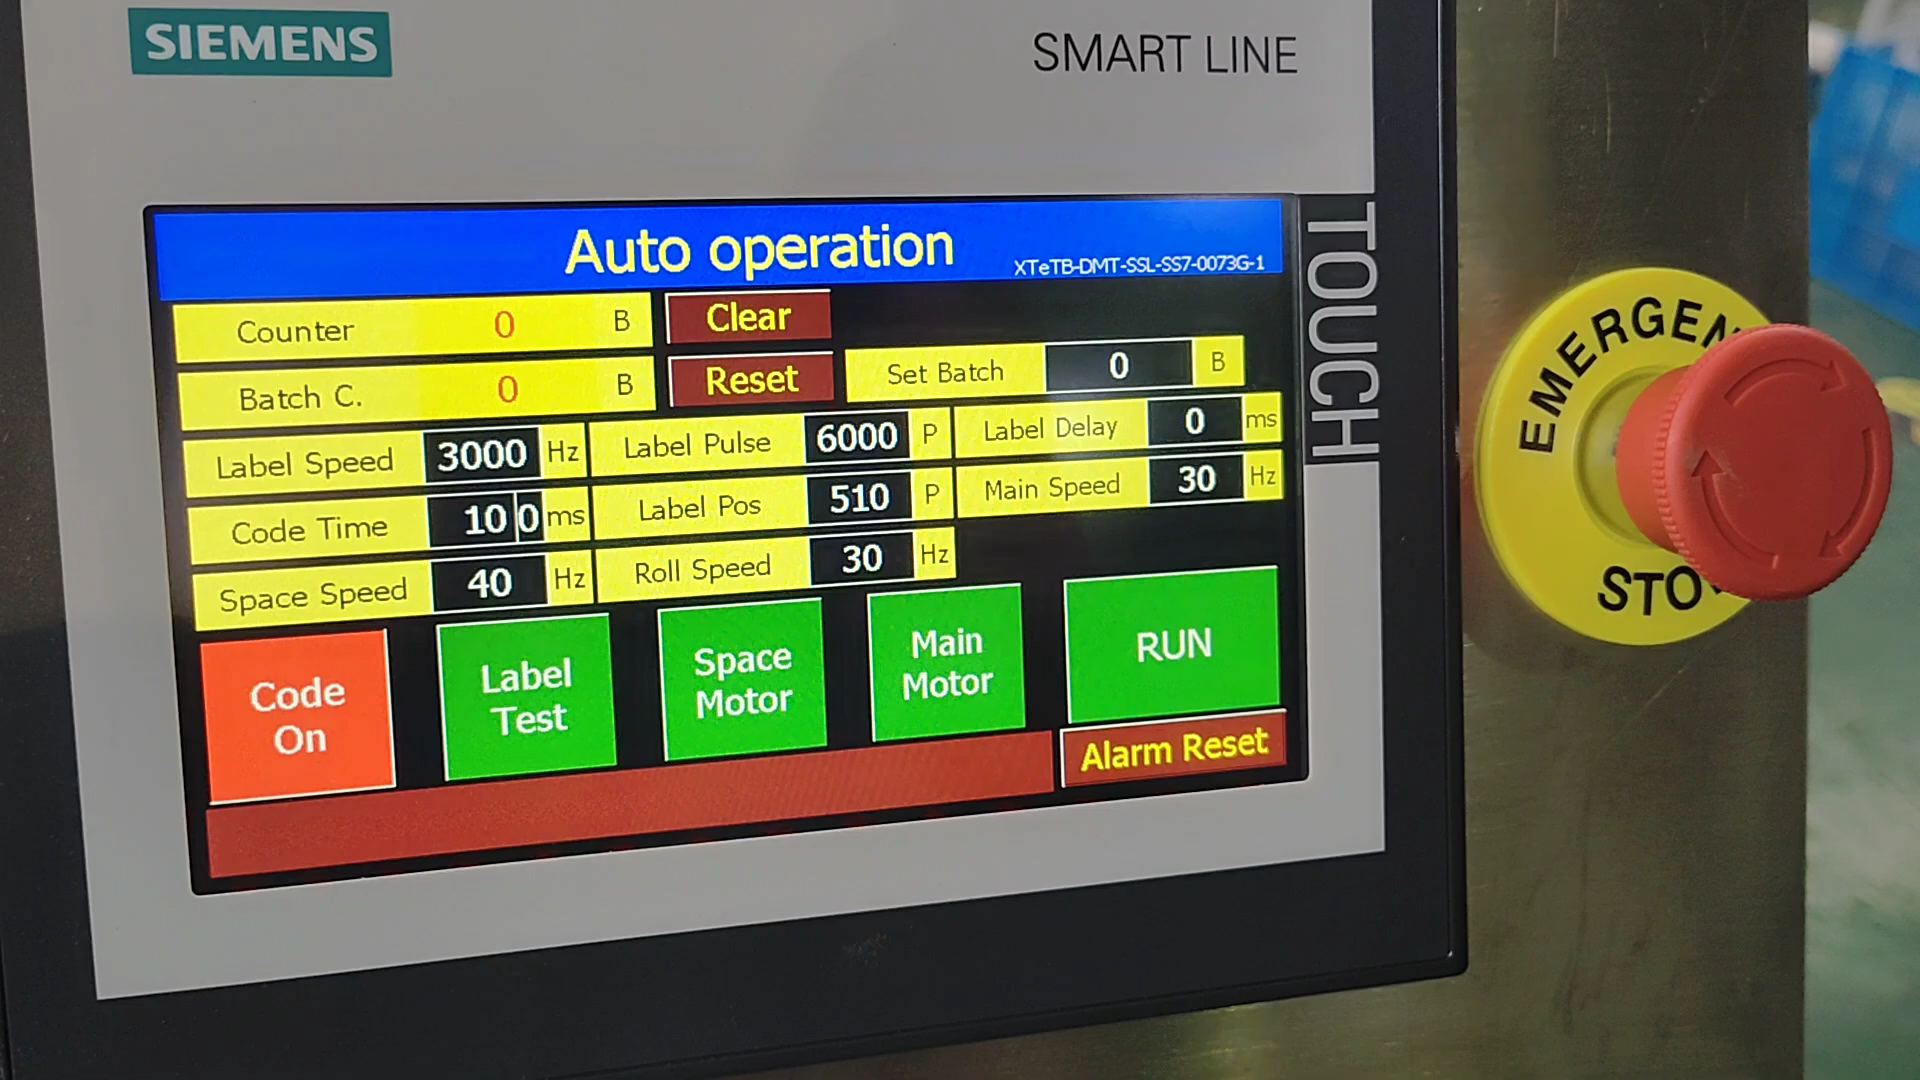 SIEMENS
SMART LINE
TOUCH
Auto operation
XTeTB-DMT-SSL-SS7-0073G-1
Counter 0 B Clear
Batch C. 0 B Reset Set Batch 0 B
Label Speed 3000 Hz Label Pulse 6000 P Label Delay 0 ms
Code Time 100 ms Label Pos 510 P Main Speed 30 Hz
Space Speed 40 Hz Roll Speed 30 Hz
Code
On
Label
Test
Space
Motor
Main
Motor
RUN
Alarm Reset
EMERGEN
STO